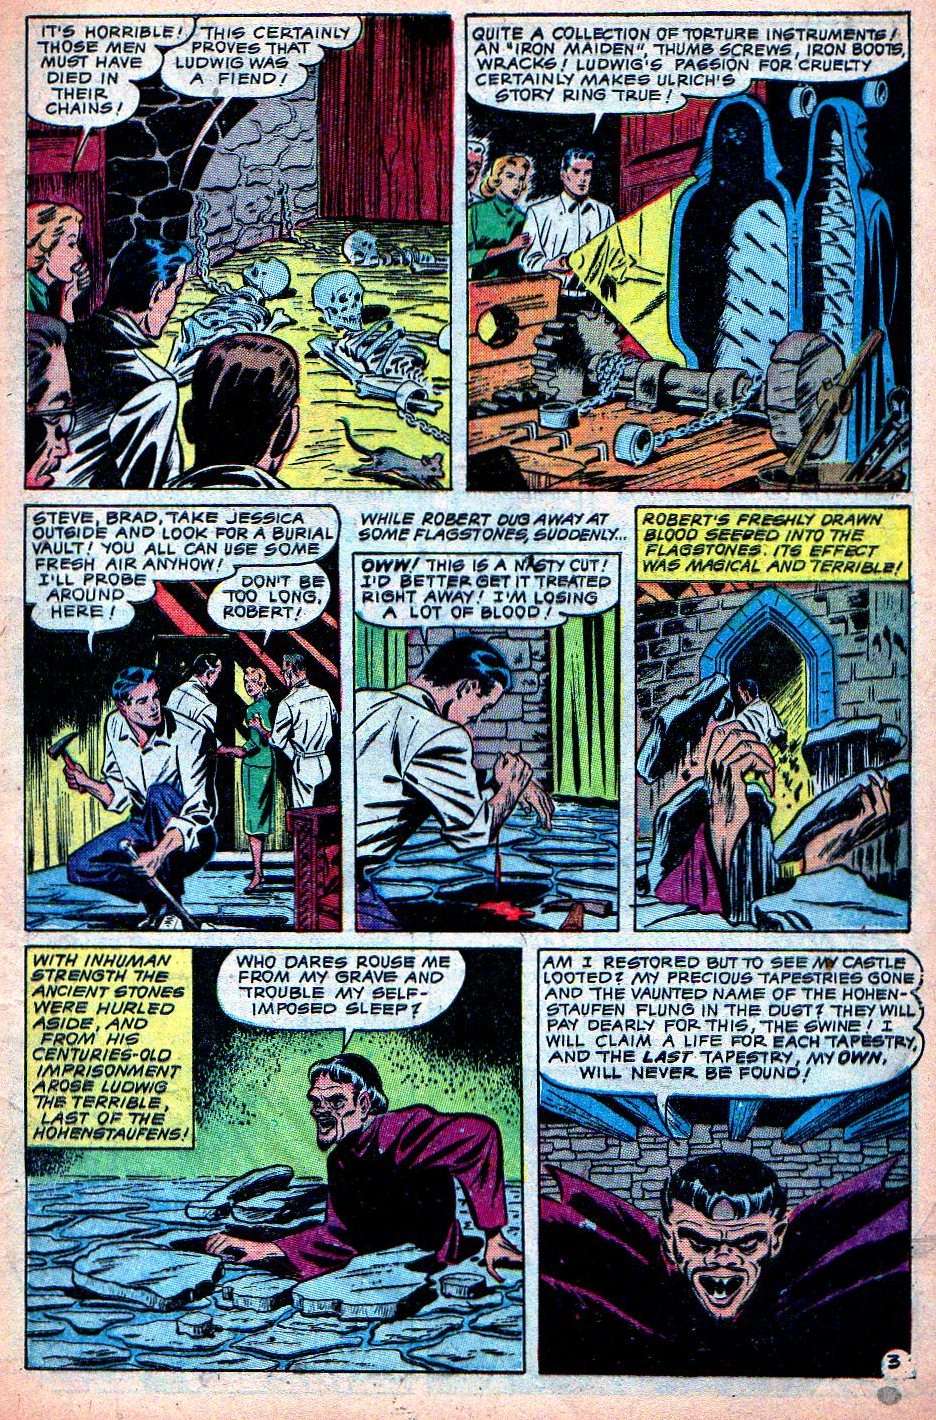 IT'S HORRIBLE!
THOSE MEN
MUST HAVE
DIED IN
THEIR
CHAINS!
THIS CERTAINLY
PROVES THAT
LUDWIG WAS
A FIEND!
QUITE A COLLECTION OF TORTURE INSTRUMENTS!
AN "IRON MAIDEN", THUMB SCREWS, IRON BOOTS,
WRACKS! LUDWIG'S PASSION FOR CRUELTY
CERTAINLY MAKES ULRICH'S
STORY RING TRUE!
STEVE, BRAD, TAKE JESSICA
OUTSIDE AND LOOK FOR A BURIAL
VAULT! YOU ALL CAN USE SOME
FRESH AIR ANYHOW!
I'LL PROBE
AROUND
HERE!
DON'T BE
TOO LONG,
ROBERT!
WHILE ROBERT DUG AWAY AT
SOME FLAGSTONES, SUDDENLY...
OWW! THIS IS A NASTY CUT!
I'D BETTER GET IT TREATED
RIGHT AWAY! I'M LOSING
A LOT OF BLOOD!
ROBERT'S FRESHLY DRAWN
BLOOD SEEPED INTO THE
FLAGSTONES. ITS EFFECT
WAS MAGICAL AND TERRIBLE!
WITH INHUMAN
STRENGTH THE
ANCIENT STONES
WERE HURLED
ASIDE, AND
FROM HIS
CENTURIES-OLD
IMPRISONMENT
AROSE LUDWIG
THE TERRIBLE,
LAST OF THE
HOHENSTAUFENS!
WHO DARES ROUSE ME
FROM MY GRAVE AND
TROUBLE MY SELF-
IMPOSED SLEEP?
AM I RESTORED BUT TO SEE MY CASTLE
LOOTED? MY PRECIOUS TAPESTRIES GONE
AND THE VAUNTED NAME OF THE HOHEN-
STAUFEN FLUNG IN THE DUST? THEY WILL
PAY DEARLY FOR THIS, THE SWINE! I
WILL CLAIM A LIFE FOR EACH TAPESTRY,
AND THE LAST TAPESTRY, MY OWN,
WILL NEVER BE FOUND!
3